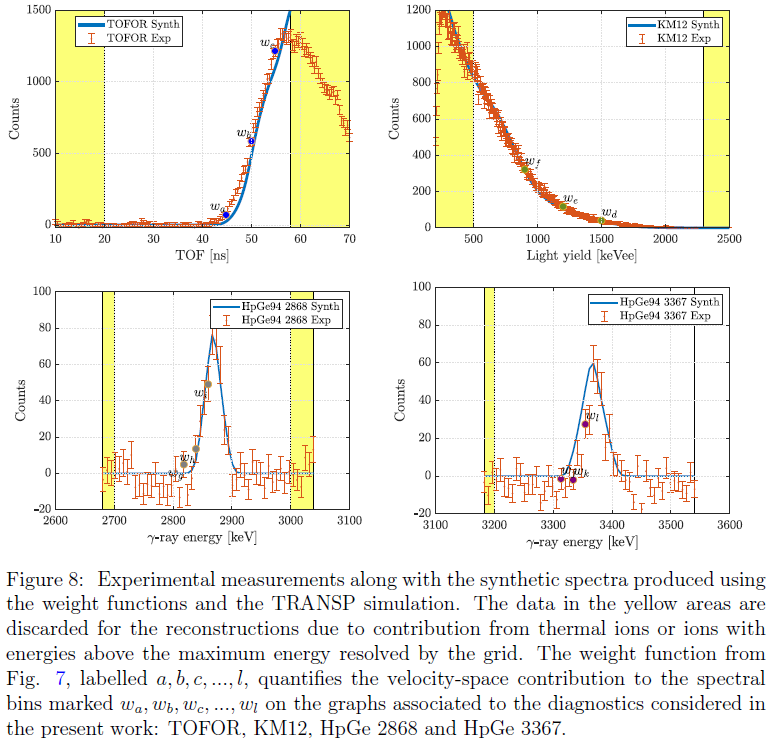 1500
1000
500
0
Counts
10
20
30
40
50
60
70
TOF [ns]
TOFOR Synth
TOFOR Exp
w_b
1200
1000
800
600
400
200
0
Counts
500
1000
1500
2000
2500
Light yield [keVee]
KM12 Synth
KM12 Exp
w_f
w_e
w_d
100
80
60
40
20
0
-20
Counts
2600
2700
2800
2900
3000
3100
γ-ray energy [keV]
HpGe94 2868 Synth
HpGe94 2868 Exp
w_h
100
80
60
40
20
0
-20
Counts
3100
3200
3300
3400
3500
3600
γ-ray energy [keV]
HpGe94 3367 Synth
HpGe94 3367 Exp
w_l
w_k
Figure 8: Experimental measurements along with the synthetic spectra produced using
the weight functions and the TRANSP simulation. The data in the yellow areas are
discarded for the reconstructions due to contribution from thermal ions or ions with
energies above the maximum energy resolved by the grid. The weight function from
Fig. 7, labelled a, b, c, ..., l, quantifies the velocity-space contribution to the spectral
bins marked w_a, w_b, w_c, ..., w_l on the graphs associated to the diagnostics considered in
the present work: TOFOR, KM12, HpGe 2868 and HpGe 3367.